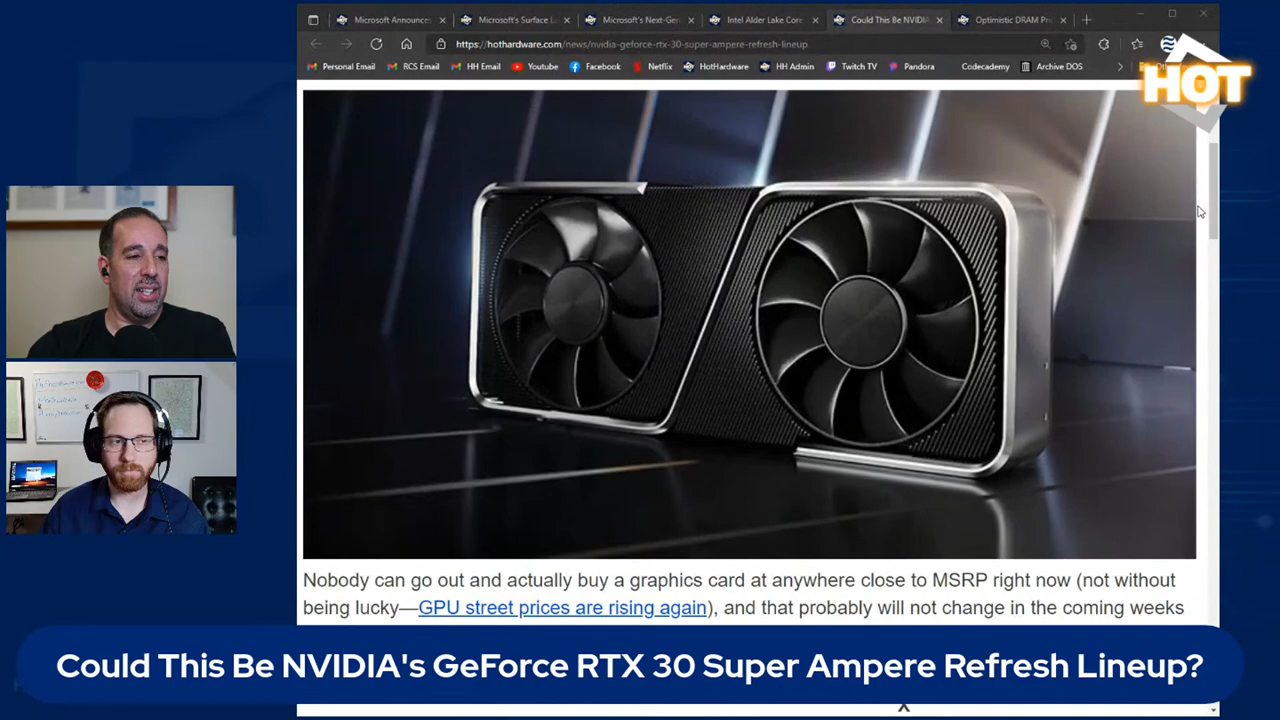 Microsoft Announces
Microsoft's Surface L
Microsoft's Next-Gen
Intel Alder Lake Core
Could This Be NVIDIA
Optimistic DRAM Pr
https://hothardware.com/news/nvidia-geforce-rtx-30-super-ampere-refresh-lineup
Personal Email
RCS Email
HH Email
Youtube
Facebook
Netflix
HotHardware
HH Admin
Twitch TV
Pandora
Codecademy
Archive DOS
HOT
Nobody can go out and actually buy a graphics card at anywhere close to MSRP right now (not without
being lucky—GPU street prices are rising again), and that probably will not change in the coming weeks
Could This Be NVIDIA's GeForce RTX 30 Super Ampere Refresh Lineup?